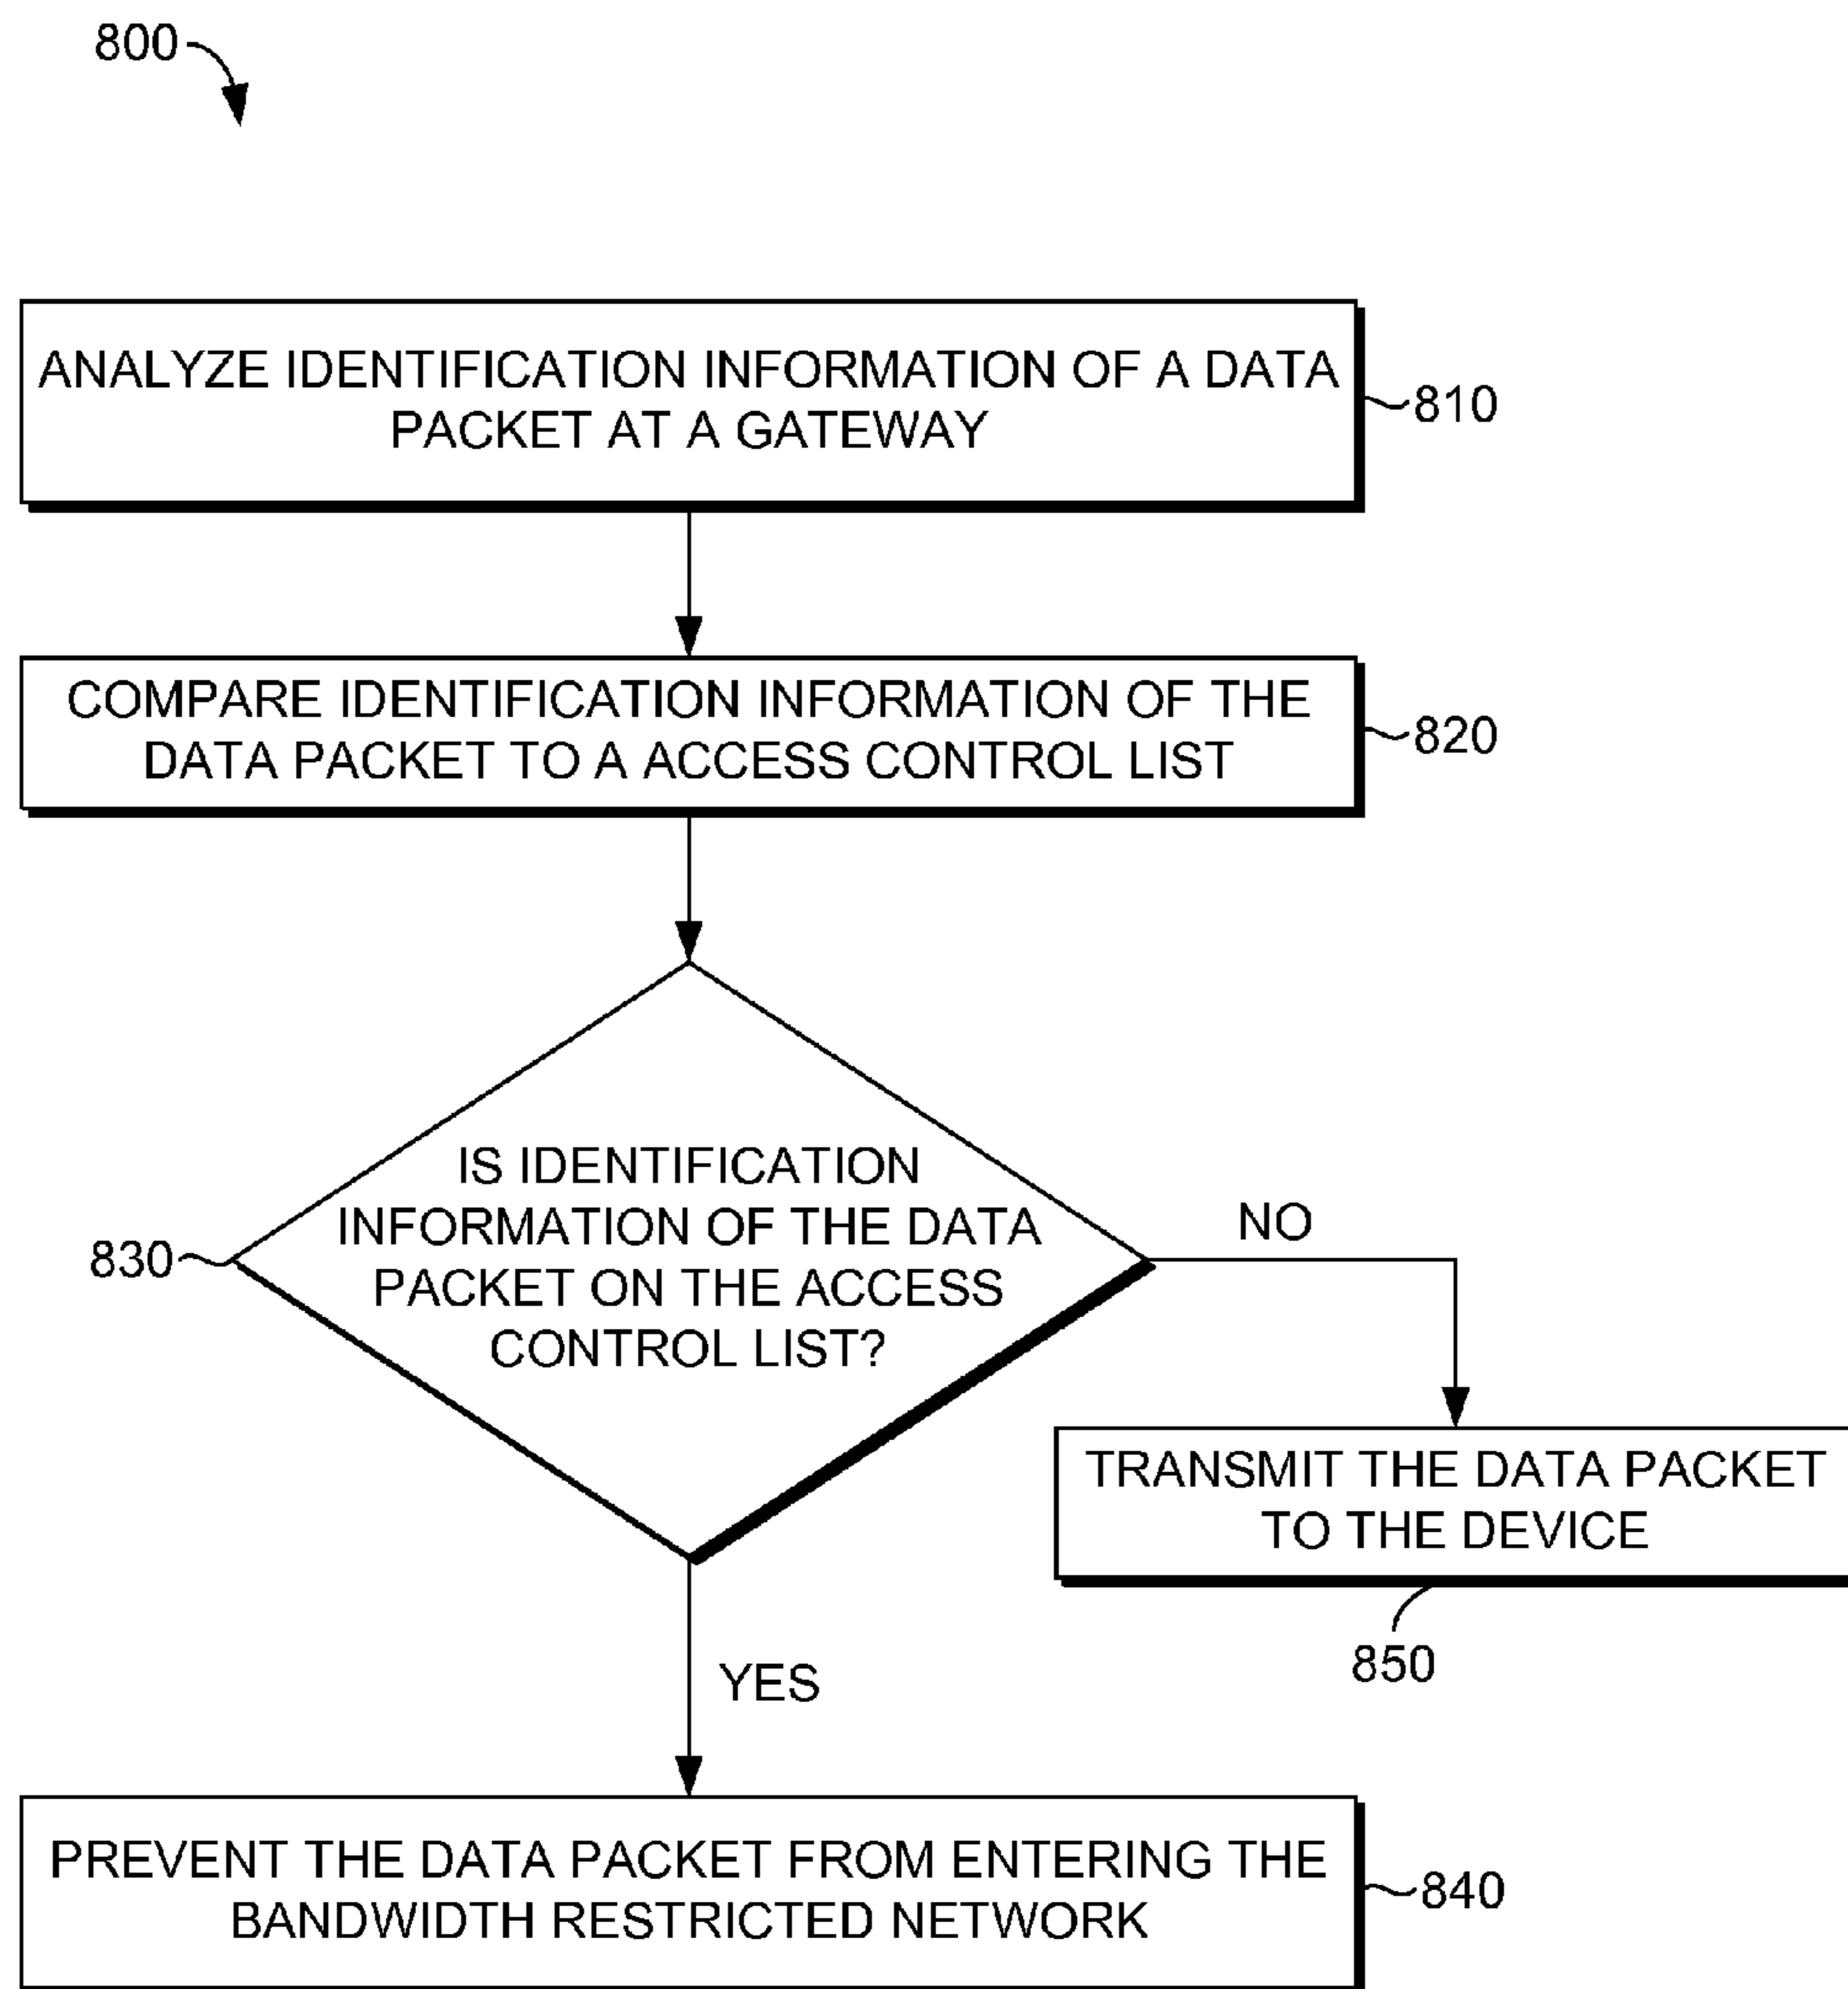 800
ANALYZE IDENTIFICATION INFORMATION OF A DATA
PACKET AT A GATEWAY
810
COMPARE IDENTIFICATION INFORMATION OF THE
DATA PACKET TO A ACCESS CONTROL LIST
820
IS IDENTIFICATION
INFORMATION OF THE DATA
PACKET ON THE ACCESS
CONTROL LIST?
830
NO
TRANSMIT THE DATA PACKET
TO THE DEVICE
850
YES
PREVENT THE DATA PACKET FROM ENTERING THE
BANDWIDTH RESTRICTED NETWORK
840